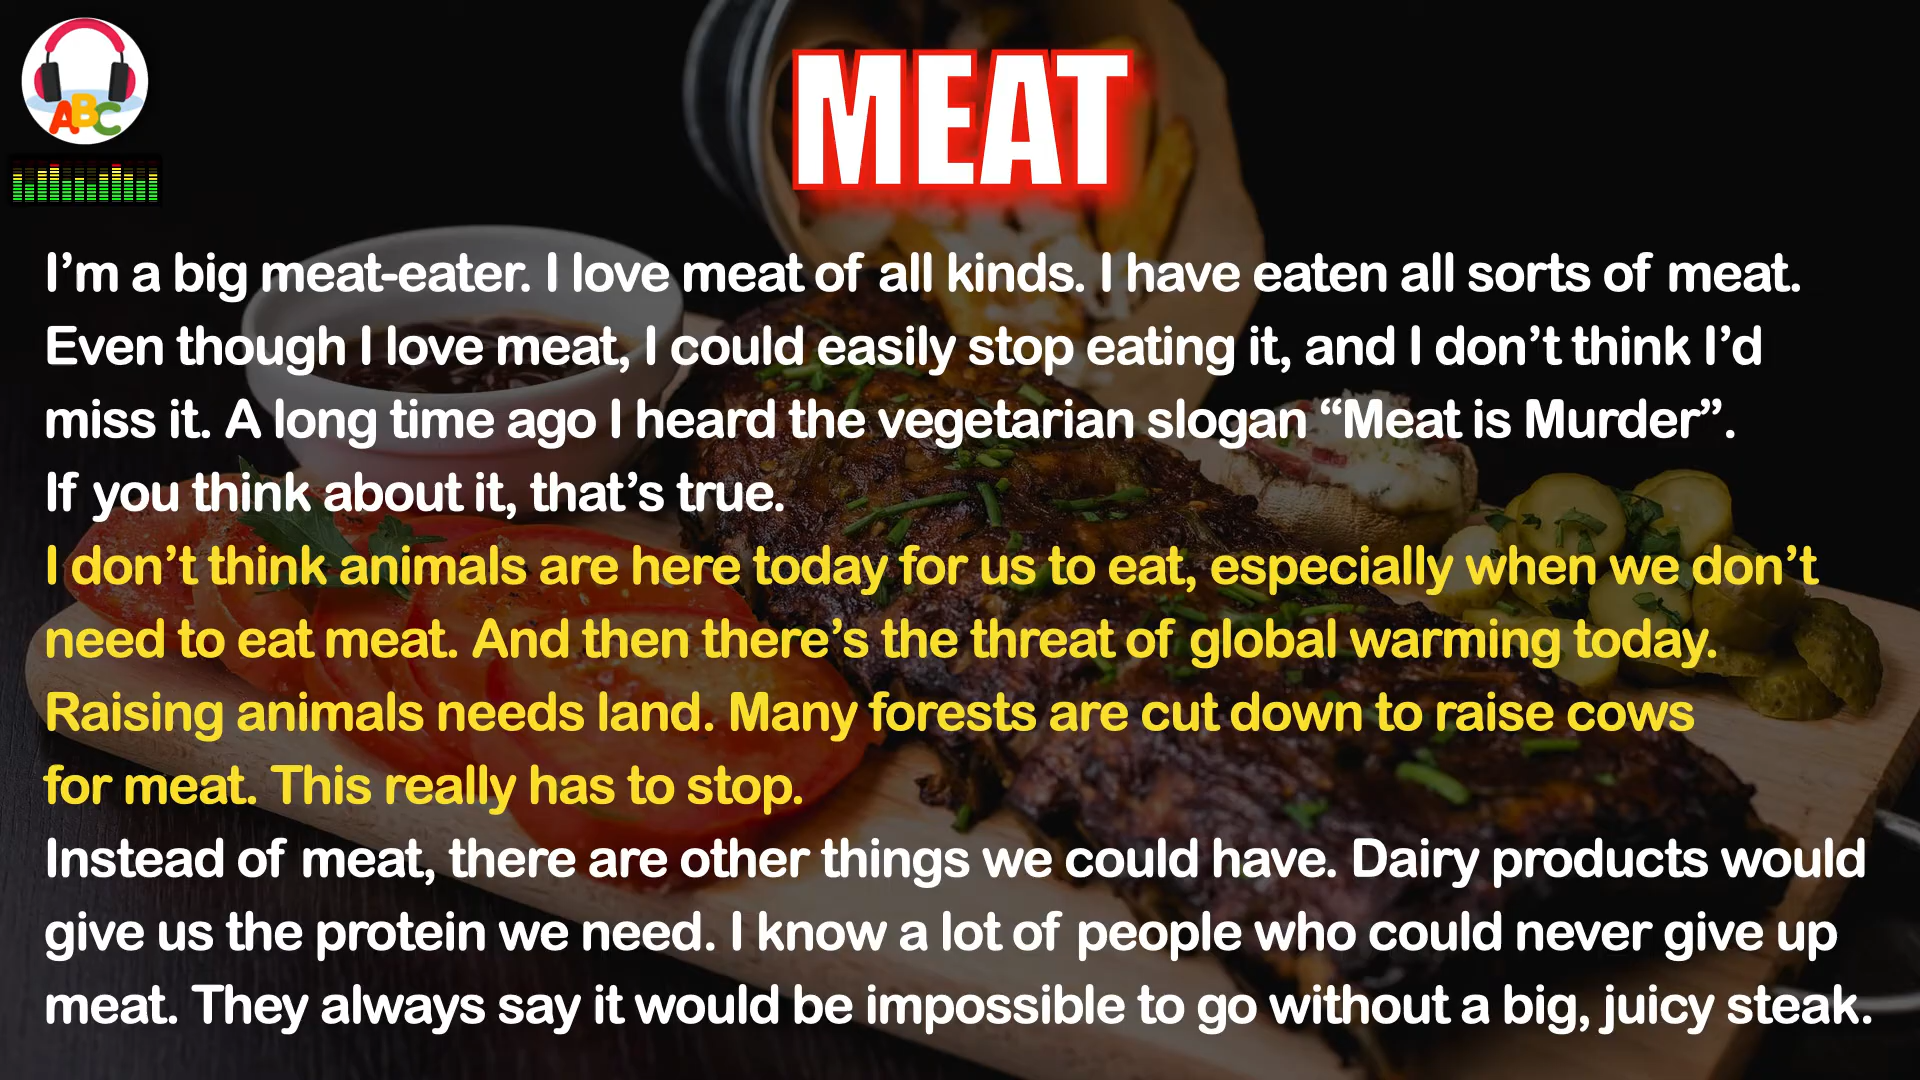 ABC
MEAT
I’m a big meat-eater. I love meat of all kinds. I have eaten all sorts of meat.
Even though I love meat, I could easily stop eating it, and I don’t think I’d
miss it. A long time ago I heard the vegetarian slogan “Meat is Murder”.
If you think about it, that’s true.
I don’t think animals are here today for us to eat, especially when we don’t
need to eat meat. And then there’s the threat of global warming today.
Raising animals needs land. Many forests are cut down to raise cows
for meat. This really has to stop.
Instead of meat, there are other things we could have. Dairy products would
give us the protein we need. I know a lot of people who could never give up
meat. They always say it would be impossible to go without a big, juicy steak.